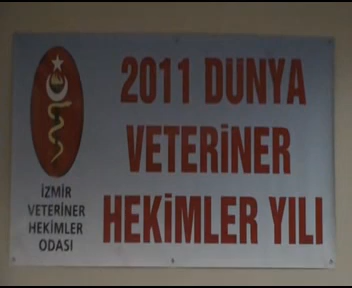 2011 DUNYA
VETERiNER
HEKiMLER YILI
İZMİR
VETERİNER
HEKİMLER
ODASI